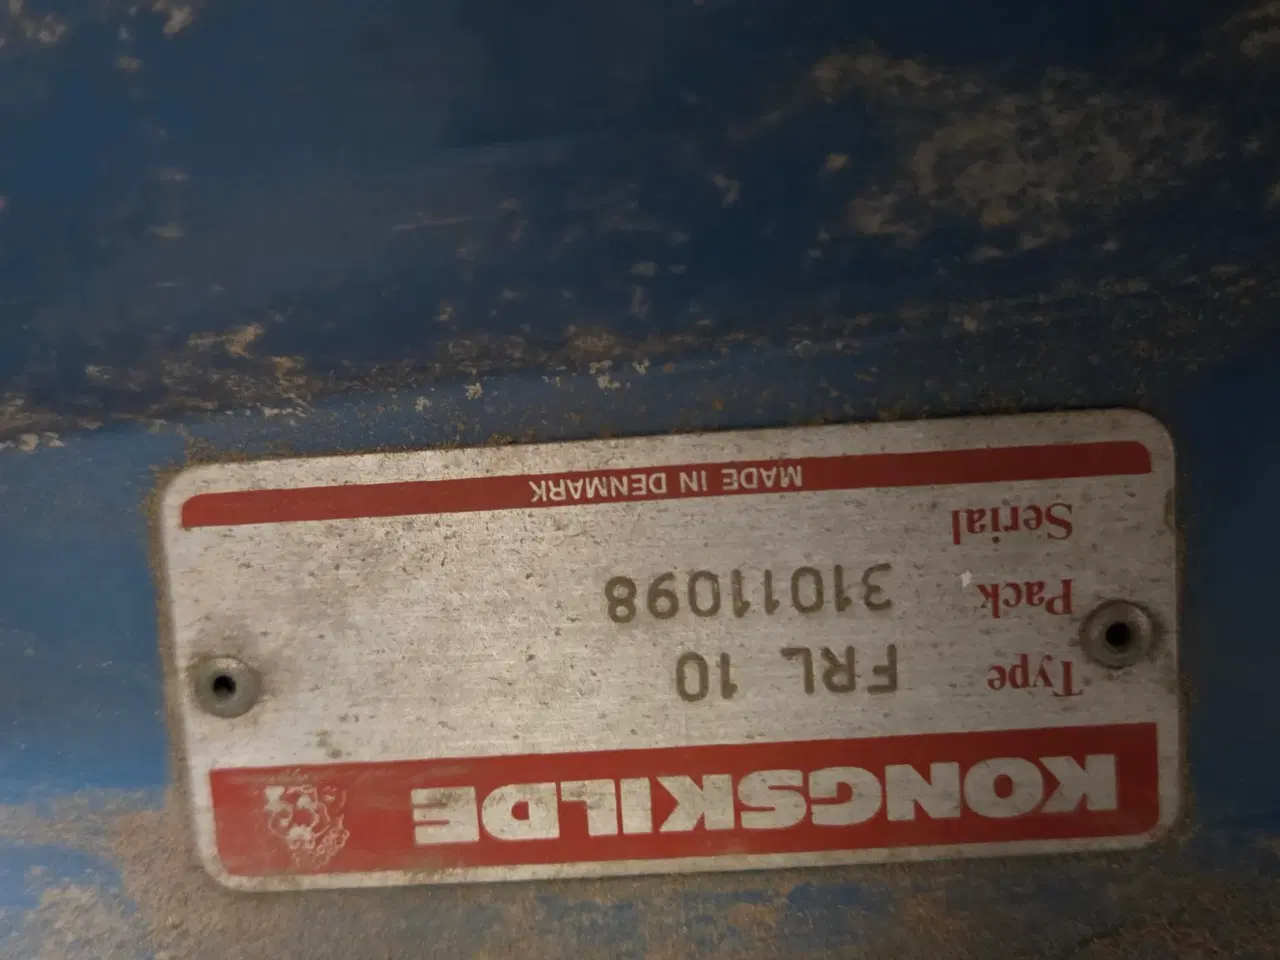 KONGSKILDE
Type FRL 10
Pack 31011098
Serial
MADE IN DENMARK